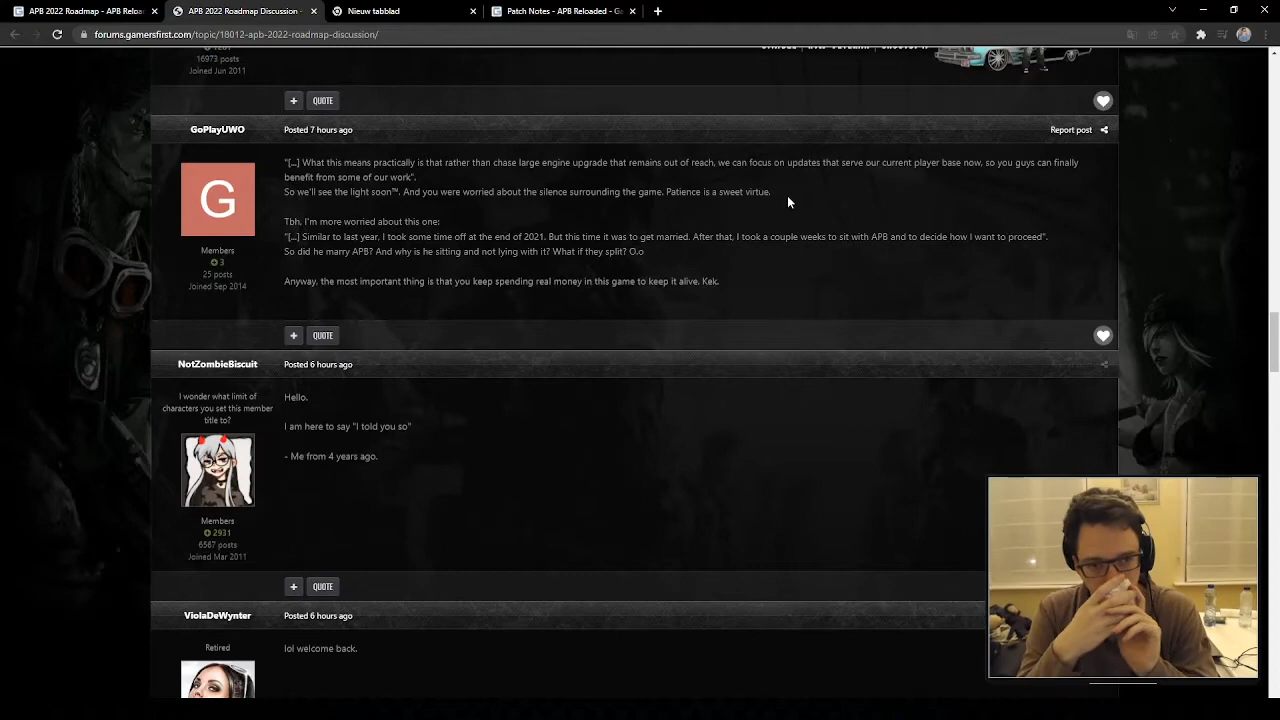 APB 2022 Roadmap - APB Reloa
APB 2022 Roadmap Discussion -
Nieuw tabblad
Patch Notes - APB Reloaded - Ga
forums.gamersfirst.com/topic/18012-apb-2022-roadmap-discussion/
16973 posts
Joined Jun 2011
QUOTE
GoPlayUWO
Posted 7 hours ago
Report post
G
Members
3
25 posts
Joined Sep 2014
"[...] What this means practically is that rather than chase large engine upgrade that remains out of reach, we can focus on updates that serve our current player base now, so you guys can finally
benefit from some of our work".
So we'll see the light soon™. And you were worried about the silence surrounding the game. Patience is a sweet virtue.
Tbh, I'm more worried about this one:
"[...] Similar to last year, I took some time off at the end of 2021. But this time it was to get married. After that, I took a couple weeks to sit with APB and to decide how I want to proceed".
So did he marry APB? And why is he sitting and not lying with it? What if they split? O.o
Anyway, the most important thing is that you keep spending real money in this game to keep it alive. Kek.
QUOTE
NotZombieBiscuit
Posted 6 hours ago
I wonder what limit of
characters you set this member
title to?
Members
2931
6567 posts
Joined Mar 2011
Hello.
I am here to say "I told you so"
- Me from 4 years ago.
QUOTE
ViolaDeWynter
Posted 6 hours ago
Retired
lol welcome back.